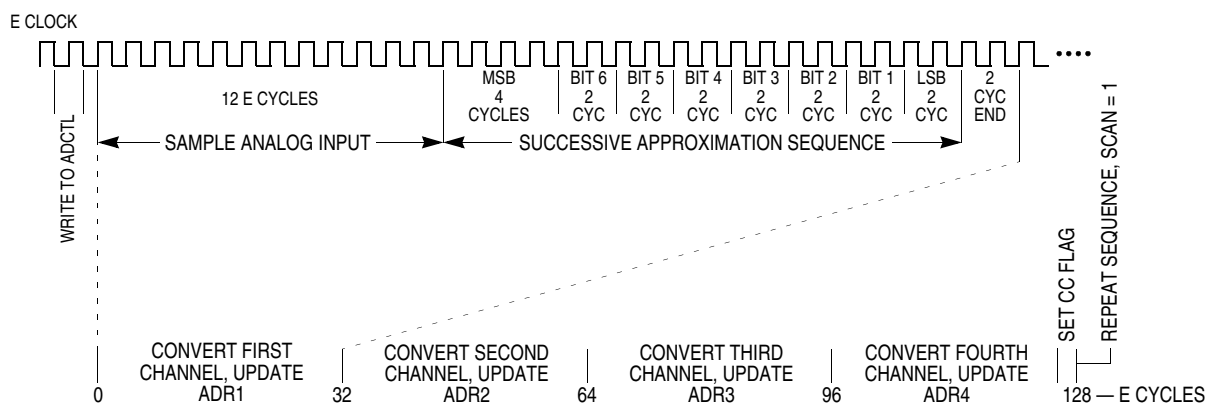 E CLOCK
12 E CYCLES
MSB
4
CYCLES
BIT 6
2
CYC
BIT 5
2
CYC
BIT 4
2
CYC
BIT 3
2
CYC
BIT 2
2
CYC
BIT 1
2
CYC
LSB
2
CYC
2
CYC
END
WRITE TO ADCTL
SAMPLE ANALOG INPUT
SUCCESSIVE APPROXIMATION SEQUENCE
SET CC FLAG
REPEAT SEQUENCE, SCAN = 1
CONVERT FIRST
CHANNEL, UPDATE
ADR1
CONVERT SECOND
CHANNEL, UPDATE
ADR2
CONVERT THIRD
CHANNEL, UPDATE
ADR3
CONVERT FOURTH
CHANNEL, UPDATE
ADR4
0
32
64
96
128 — E CYCLES